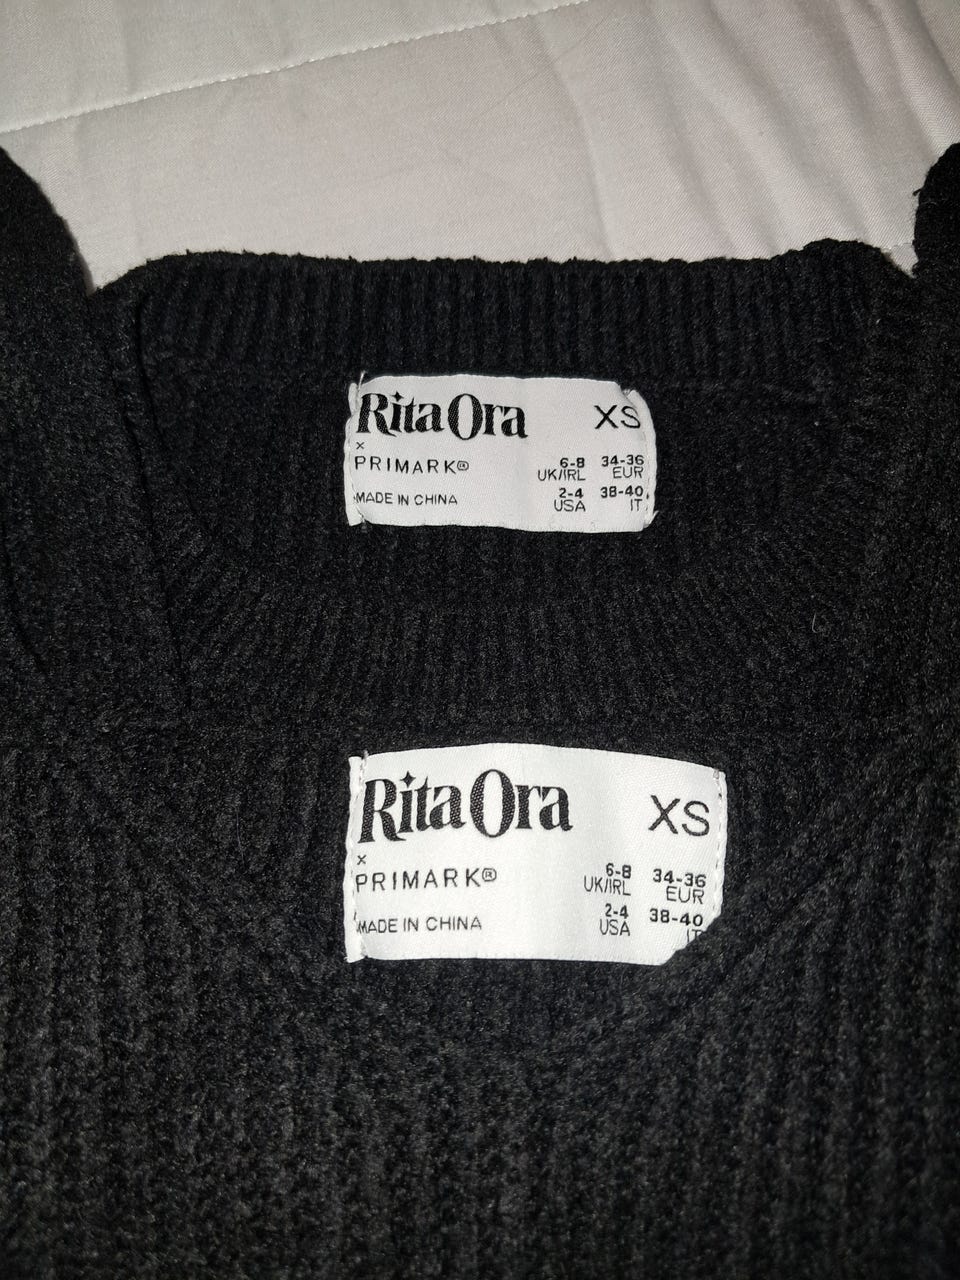 Rita Ora XS
x
PRIMARK®
6-8 34-36
UK/IRL EUR
MADE IN CHINA
2-4 38-40
USA IT
Rita Ora XS
x
PRIMARK®
6-8 34-36
UK/IRL EUR
MADE IN CHINA
2-4 38-40
USA IT